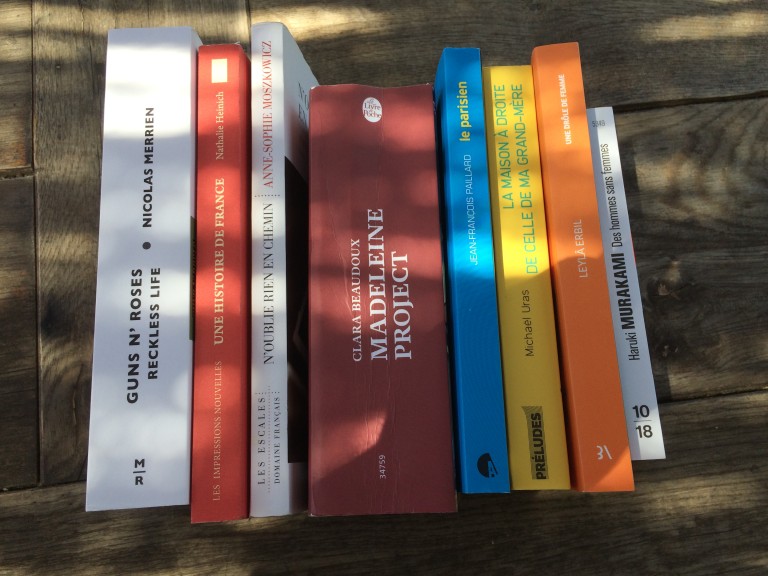 GUNS N' ROSES
RECKLESS LIFE
NICOLAS MERRIEN
M
R
LES IMPRESSIONS NOUVELLES
UNE HISTOIRE DE FRANCE
Nathalie Heinich
LES ESCALES
DOMAINE FRANÇAIS
N'OUBLIE RIEN EN CHEMIN
ANNE-SOPHIE MOSZKOWICZ
Le Livre de Poche
CLARA BEAUDOUX
MADELEINE
PROJECT
34759
JEAN-FRANÇOIS PAILLARD
le parisien
PRÉLUDES
Michaël Uras
LA MAISON À DROITE
DE CELLE DE MA GRAND-MÈRE
LEYLÂ ERBIL
UNE DRÔLE DE FEMME
Haruki MURAKAMI Des hommes sans femmes
10
18